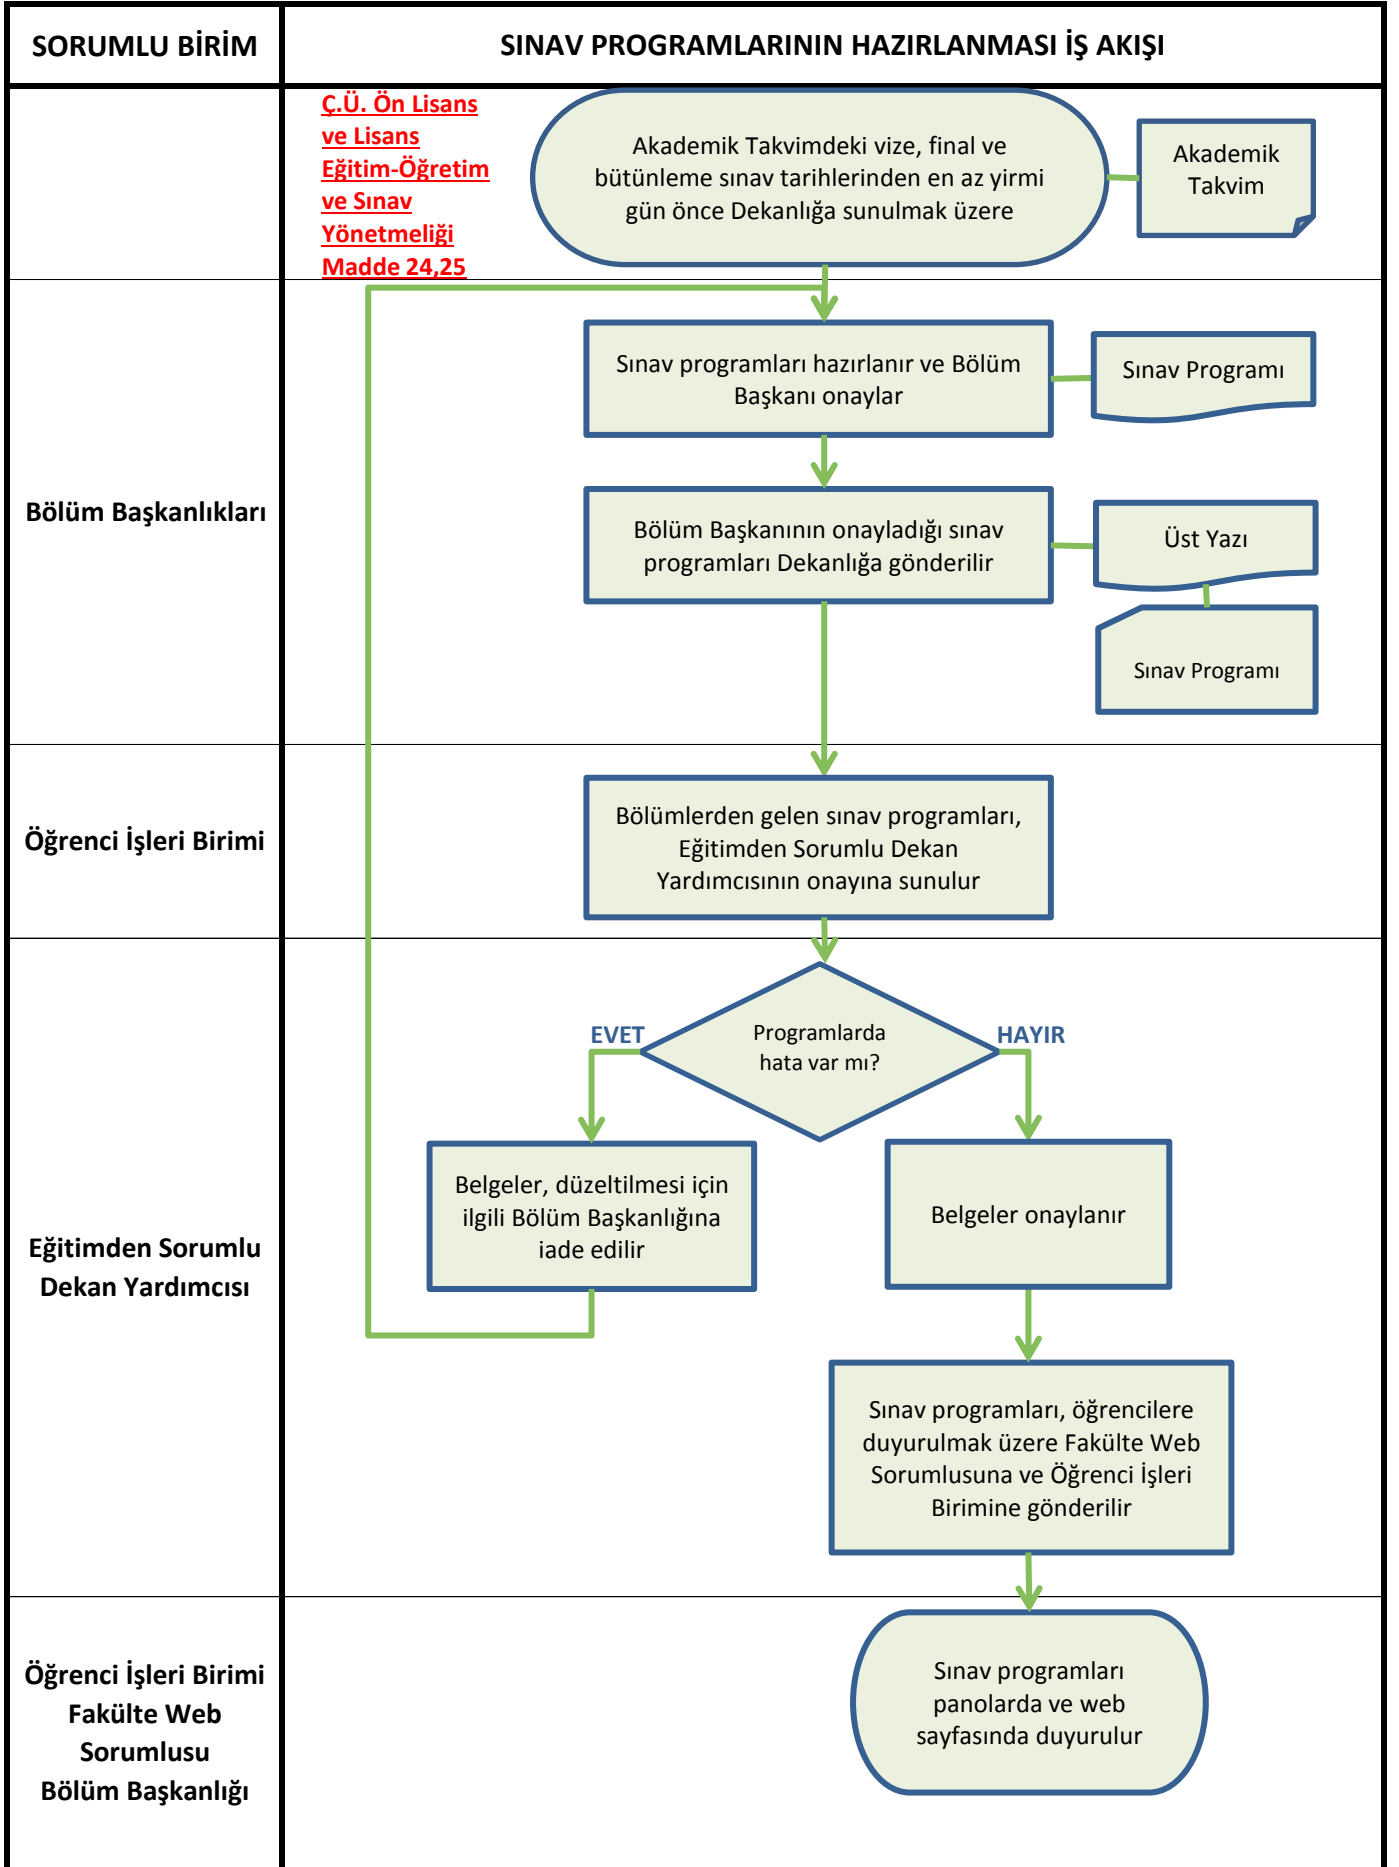 SORUMLU BİRİM
SINAV PROGRAMLARININ HAZIRLANMASI İŞ AKIŞI
Ç.Ü. Ön Lisans
ve Lisans
Eğitim-Öğretim
ve Sınav
Yönetmeliği
Madde 24,25
Akademik Takvimdeki vize, final ve
bütünleme sınav tarihlerinden en az yirmi
gün önce Dekanlığa sunulmak üzere
Akademik
Takvim
Bölüm Başkanlıkları
Sınav programları hazırlanır ve Bölüm
Başkanı onaylar
Sınav Programı
Bölüm Başkanının onayladığı sınav
programları Dekanlığa gönderilir
Üst Yazı
Sınav Programı
Öğrenci İşleri Birimi
Bölümlerden gelen sınav programları,
Eğitimden Sorumlu Dekan
Yardımcısının onayına sunulur
Eğitimden Sorumlu
Dekan Yardımcısı
EVET
Programlarda
hata var mı?
HAYIR
Belgeler, düzeltilmesi için
ilgili Bölüm Başkanlığına
iade edilir
Belgeler onaylanır
Sınav programları, öğrencilere
duyurulmak üzere Fakülte Web
Sorumlusuna ve Öğrenci İşleri
Birimine gönderilir
Öğrenci İşleri Birimi
Fakülte Web
Sorumlusu
Bölüm Başkanlığı
Sınav programları
panolarda ve web
sayfasında duyurulur